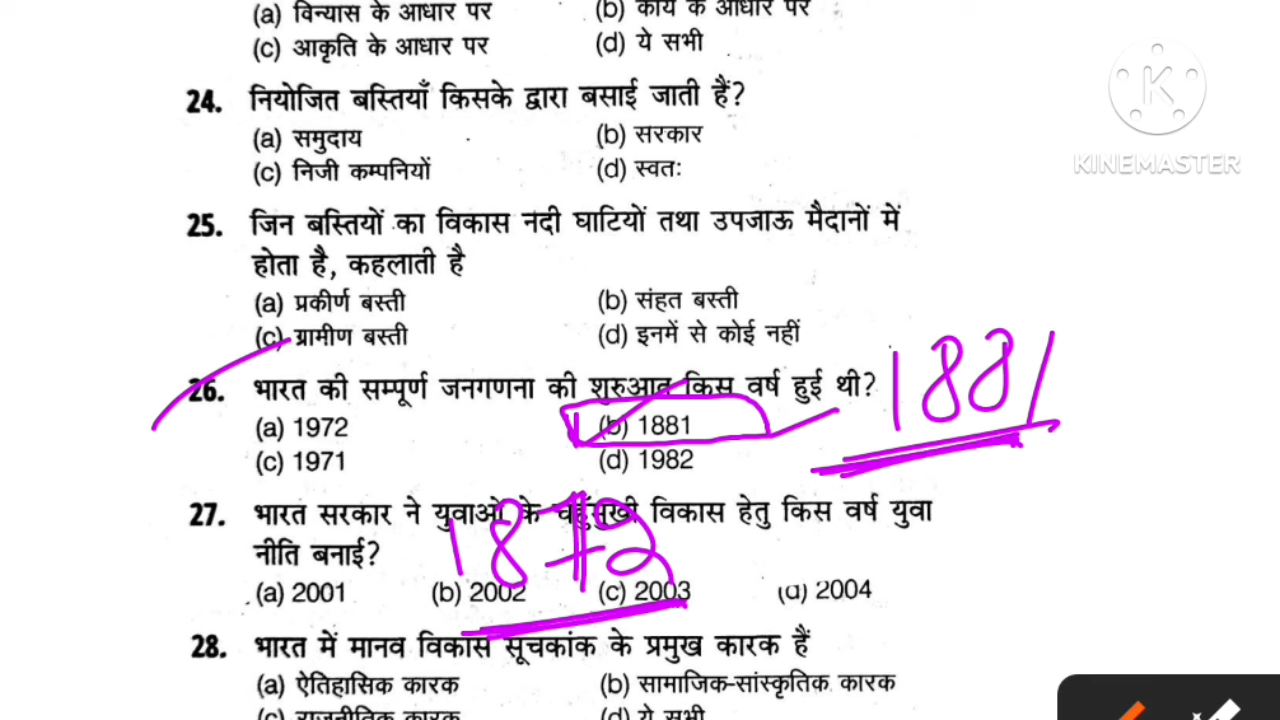 (a) विन्यास के आधार पर (b) कार्य के आधार पर
(c) आकृति के आधार पर (d) ये सभी
24. नियोजित बस्तियाँ किसके द्वारा बसाई जाती हैं?
(a) समुदाय (b) सरकार
(c) निजी कम्पनियों (d) स्वतः
25. जिन बस्तियों का विकास नदी घाटियों तथा उपजाऊ मैदानों में
होता है, कहलाती है
(a) प्रकीर्ण बस्ती (b) संहत बस्ती
(c) ग्रामीण बस्ती (d) इनमें से कोई नहीं
1881
26. भारत की सम्पूर्ण जनगणना की शुरुआत किस वर्ष हुई थी?
(a) 1972 (b) 1881
(c) 1971 (d) 1982
27. भारत सरकार ने युवाओं के चहुँमुखी विकास हेतु किस वर्ष युवा
1872
नीति बनाई?
(a) 2001 (b) 2002 (c) 2003 (d) 2004
28. भारत में मानव विकास सूचकांक के प्रमुख कारक हैं
(a) ऐतिहासिक कारक (b) सामाजिक-सांस्कृतिक कारक
(c) राजनीतिक कारक (d) ये सभी
K
KINEMASTER